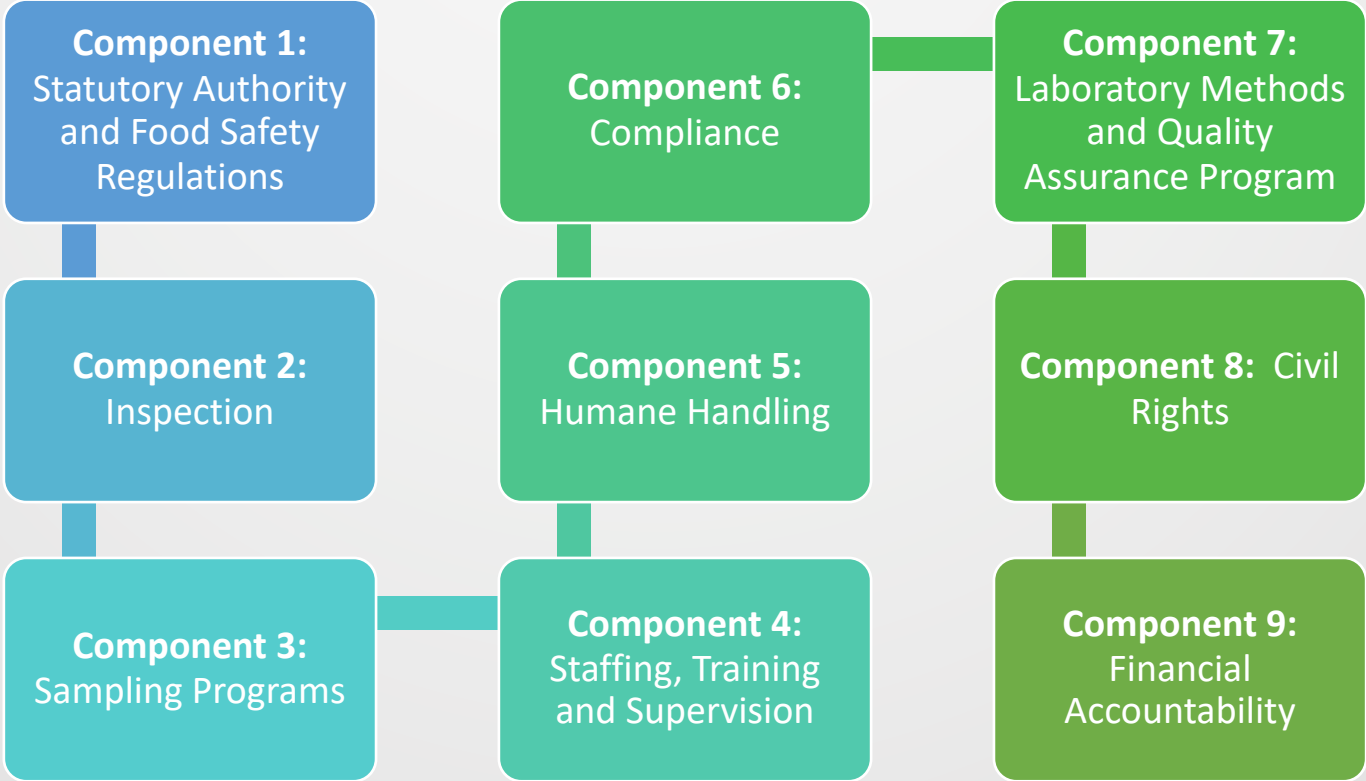 Component 1:
Statutory Authority
and Food Safety
Regulations
Component 2:
Inspection
Component 3:
Sampling Programs
Component 4:
Staffing, Training
and Supervision
Component 5:
Humane Handling
Component 6:
Compliance
Component 7:
Laboratory Methods
and Quality
Assurance Program
Component 8: Civil
Rights
Component 9:
Financial
Accountability